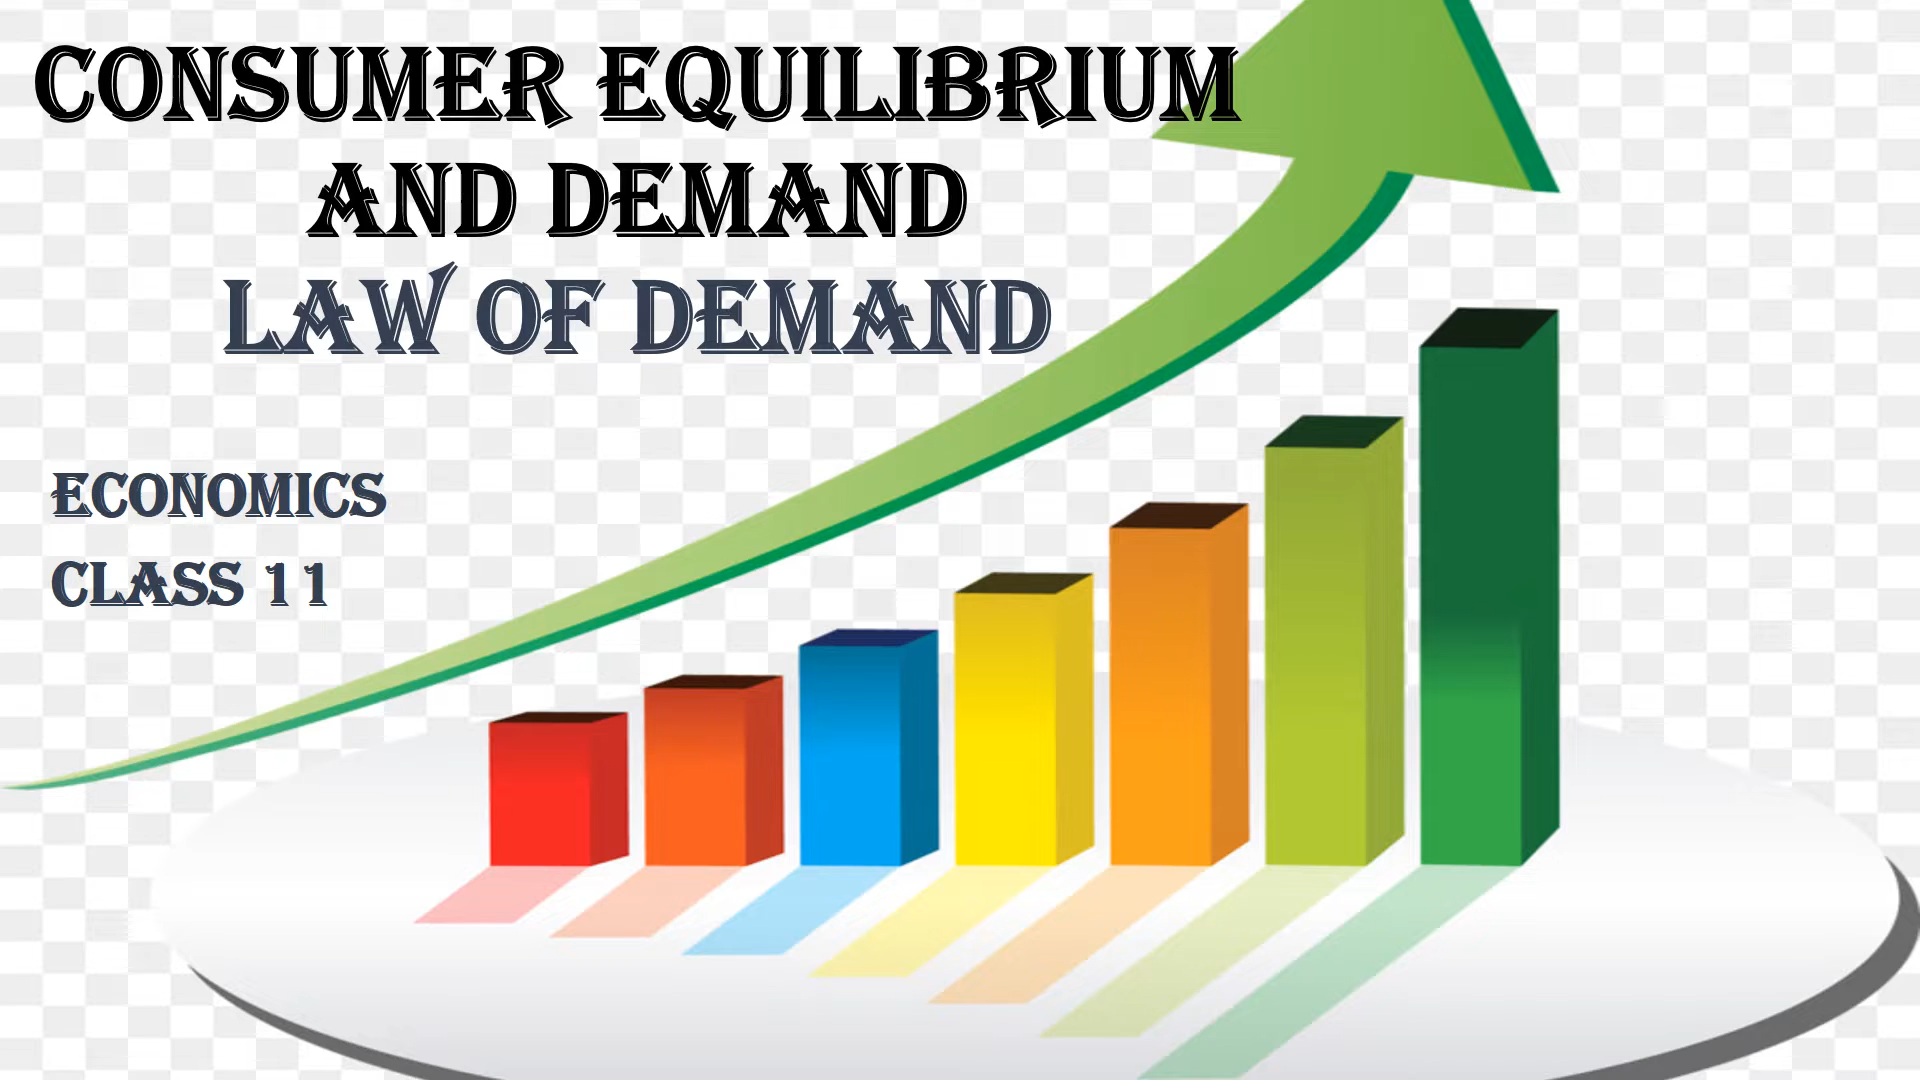 CONSUMER EQUILIBRIUM
AND DEMAND
LAW OF DEMAND
ECONOMICS
CLASS 11